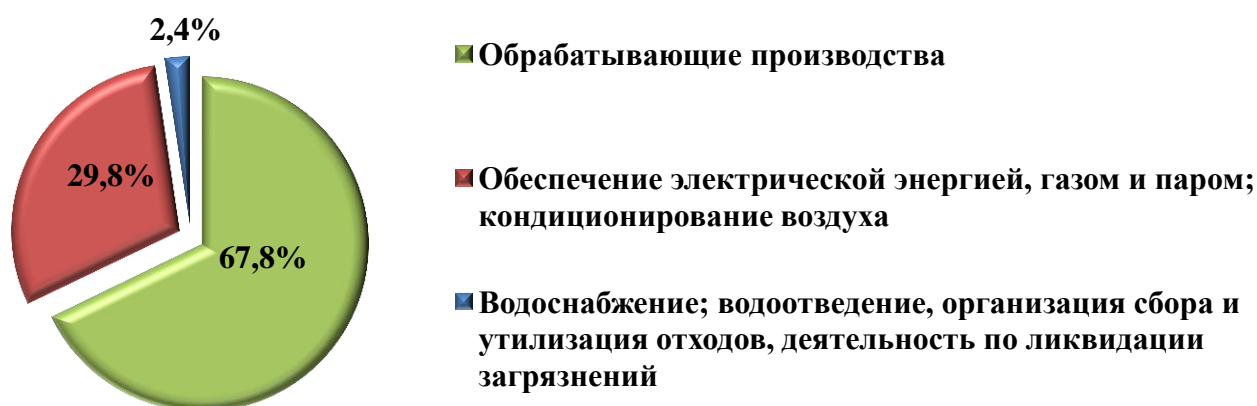 2,4%
29,8%
67,8%
Обрабатывающие производства
Обеспечение электрической энергией, газом и паром;
кондиционирование воздуха
Водоснабжение; водоотведение, организация сбора и
утилизация отходов, деятельность по ликвидации
загрязнений